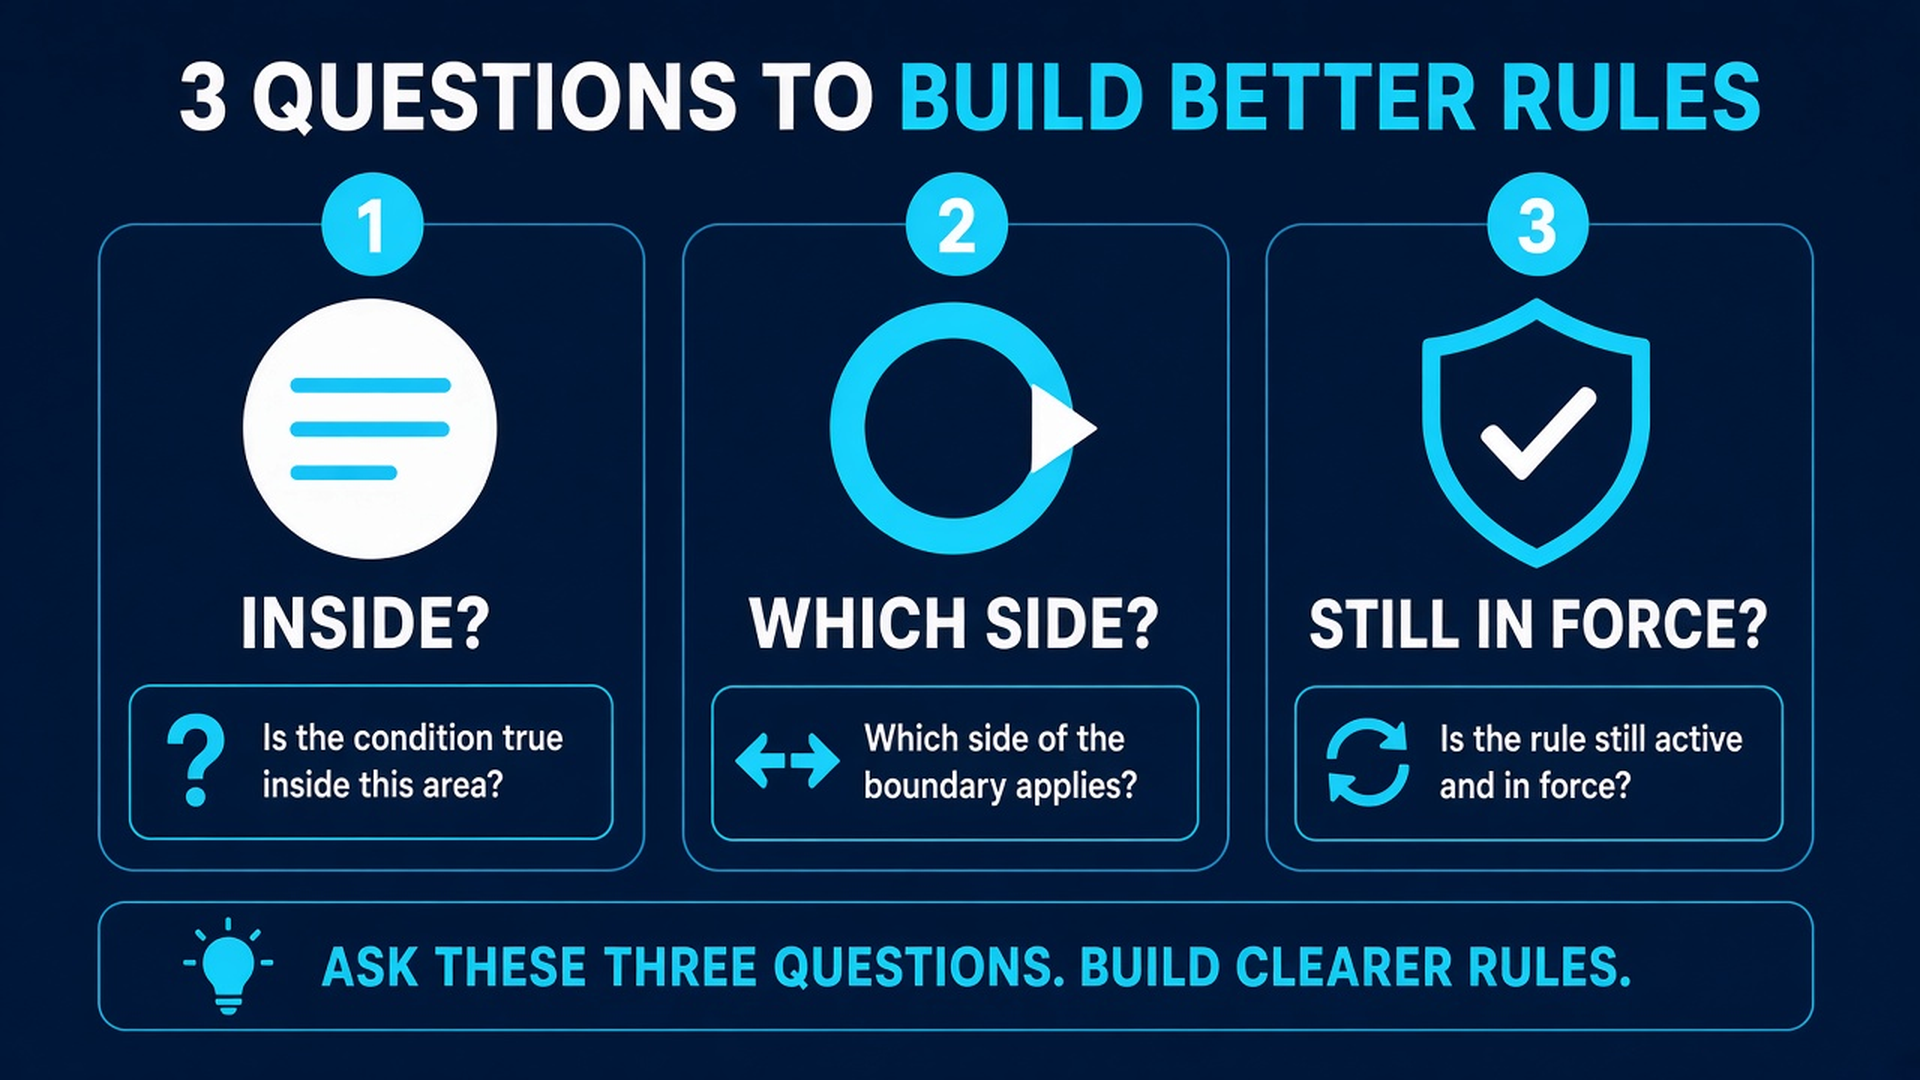 3 QUESTIONS TO BUILD BETTER RULES
1
INSIDE?
? Is the condition true
inside this area?
2
WHICH SIDE?
Which side of the
boundary applies?
3
STILL IN FORCE?
Is the rule still active
and in force?
ASK THESE THREE QUESTIONS. BUILD CLEARER RULES.